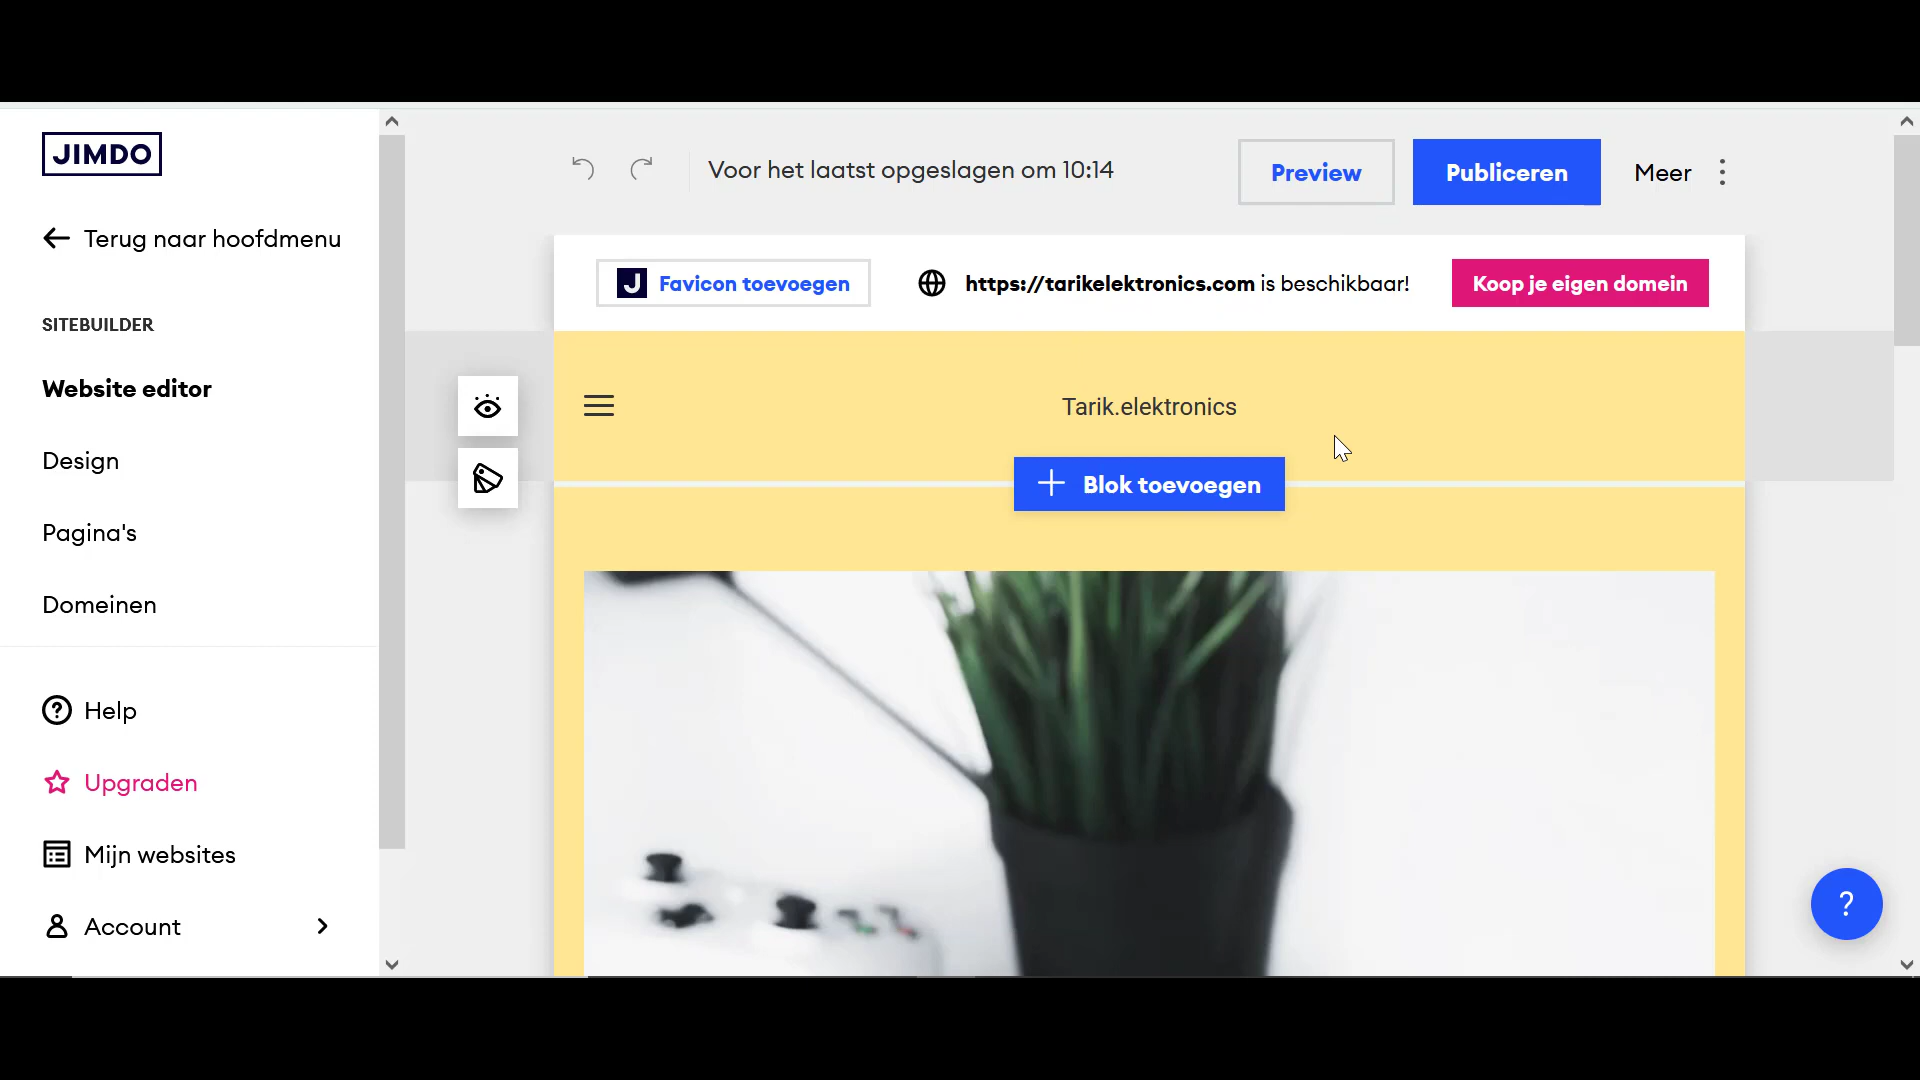 JIMDO
Terug naar hoofdmenu
SITEBUILDER
Website editor
Design
Pagina's
Domeinen
Help
Upgraden
Mijn websites
Account
Voor het laatst opgeslagen om 10:14
Preview
Publiceren
Meer
J Favicon toevoegen
https://tarikelektronics.com is beschikbaar!
Koop je eigen domein
Tarik.elektronics
Blok toevoegen
?